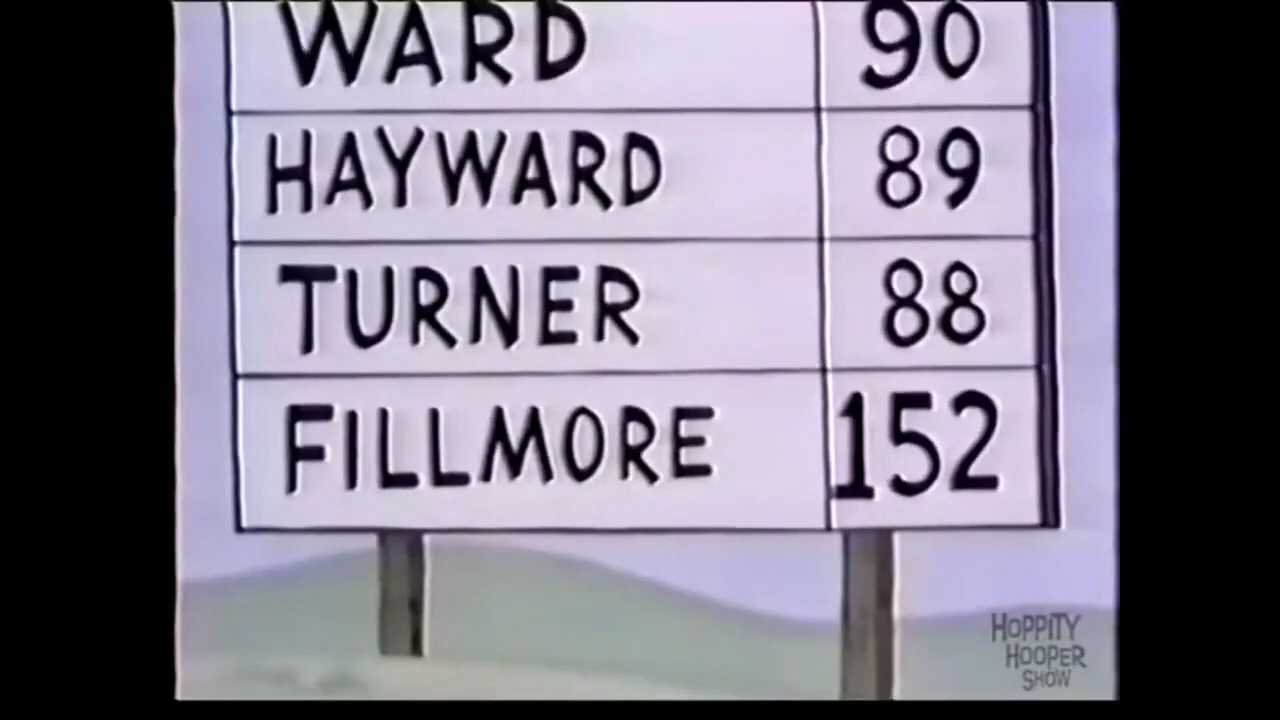 WARD 90
HAYWARD 89
TURNER 88
FILLMORE 152
HOPPITY
HOOPER
SHOW